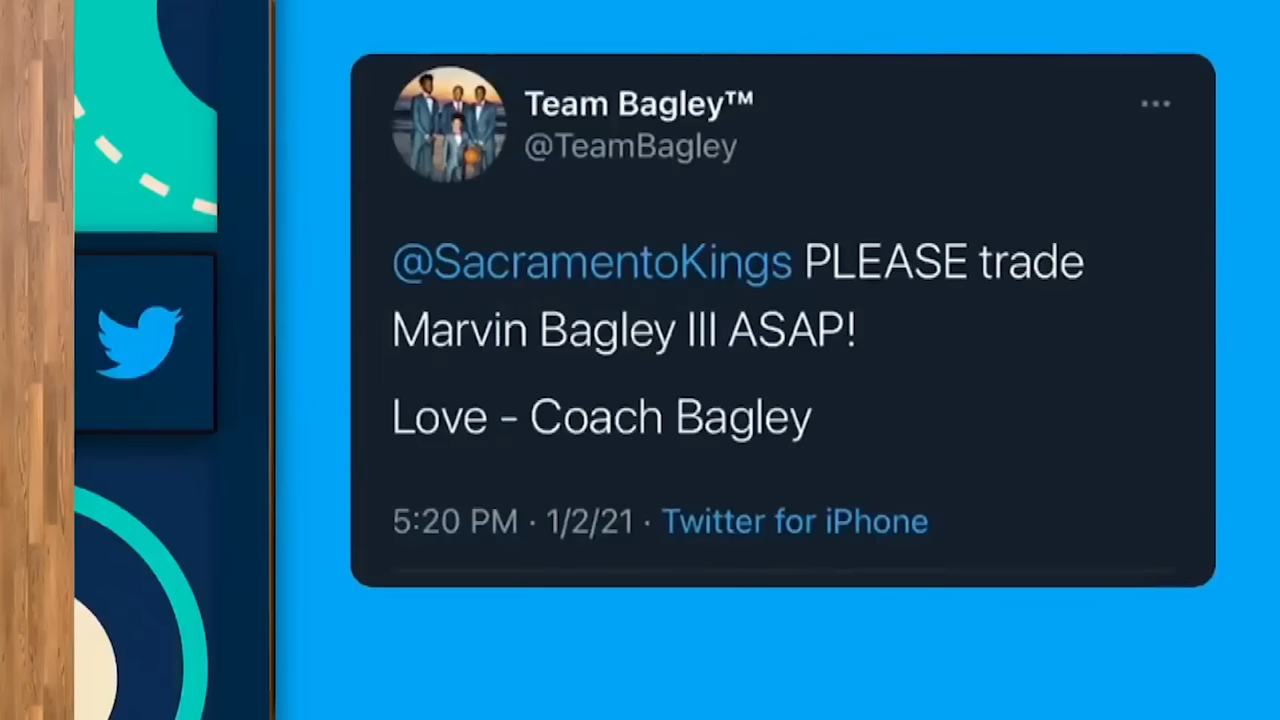 Team Bagley™
@TeamBagley
@SacramentoKings PLEASE trade
Marvin Bagley III ASAP!
Love - Coach Bagley
5:20 PM · 1/2/21 · Twitter for iPhone